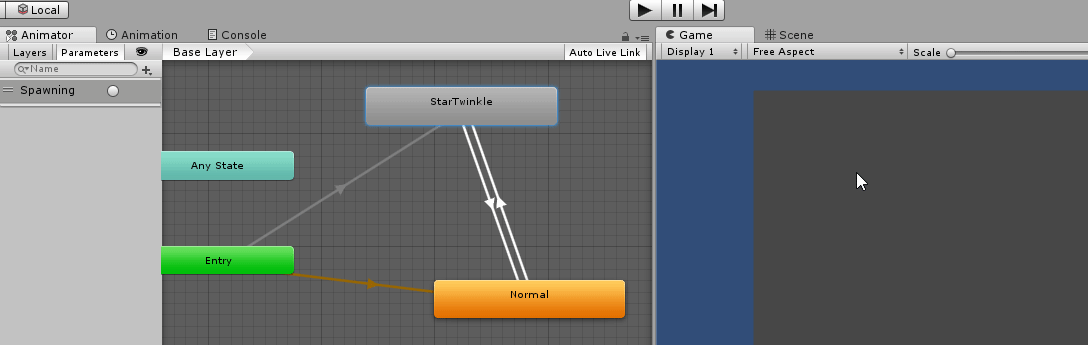 Local
Animator Animation Console Game Scene
Layers Parameters Base Layer Auto Live Link Display 1 Free Aspect Scale
Name
Spawning
StarTwinkle
Any State
Entry
Normal